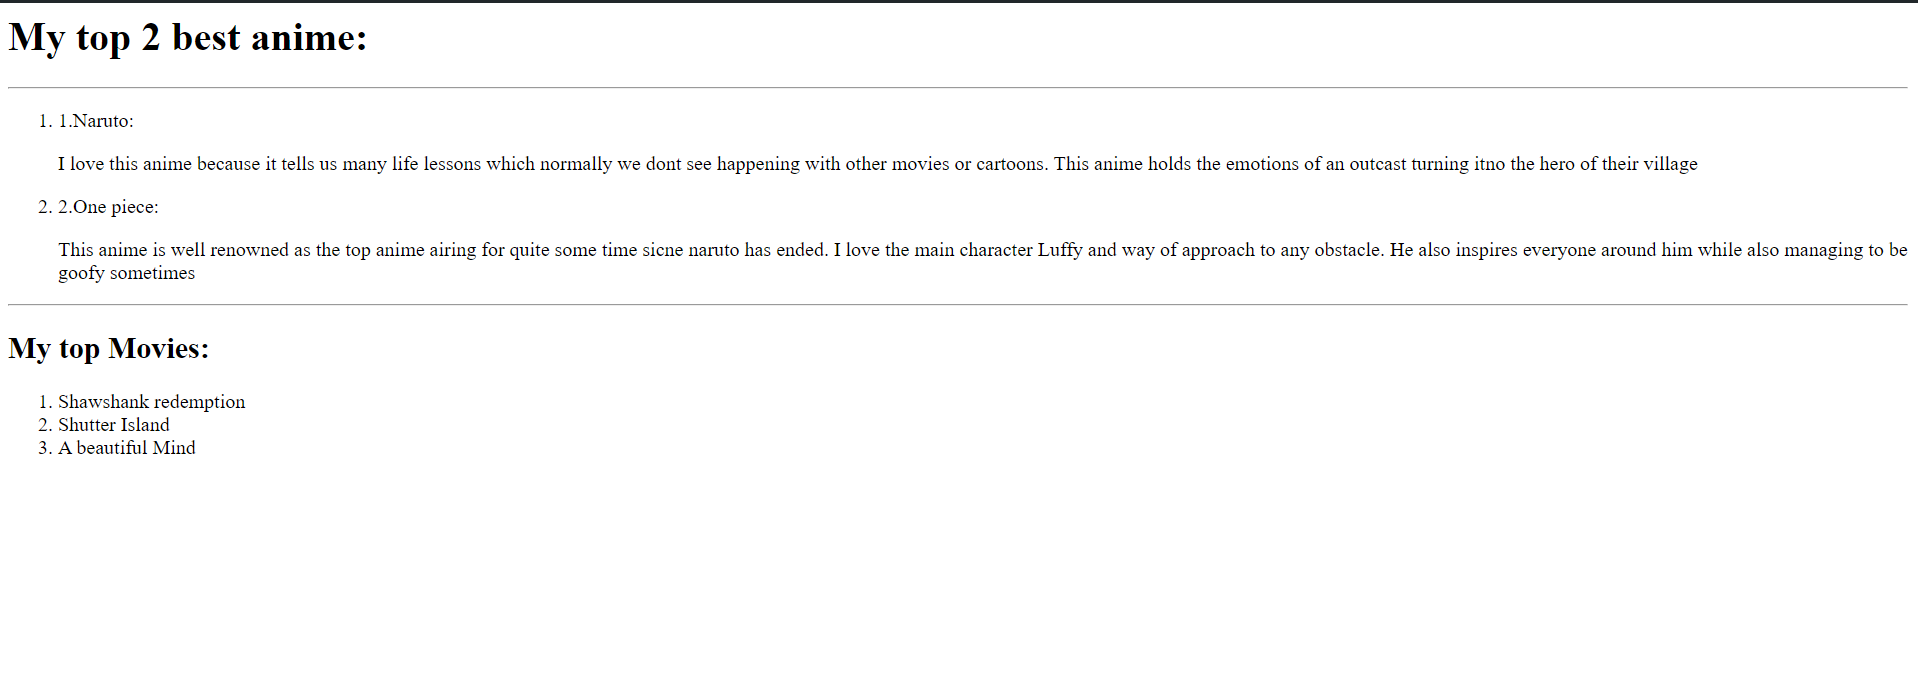 My top 2 best anime:
1. 1.Naruto:
I love this anime because it tells us many life lessons which normally we dont see happening with other movies or cartoons. This anime holds the emotions of an outcast turning itno the hero of their village
2. 2.One piece:
This anime is well renowned as the top anime airing for quite some time sicne naruto has ended. I love the main character Luffy and way of approach to any obstacle. He also inspires everyone around him while also managing to be
goofy sometimes
My top Movies:
1. Shawshank redemption
2. Shutter Island
3. A beautiful Mind